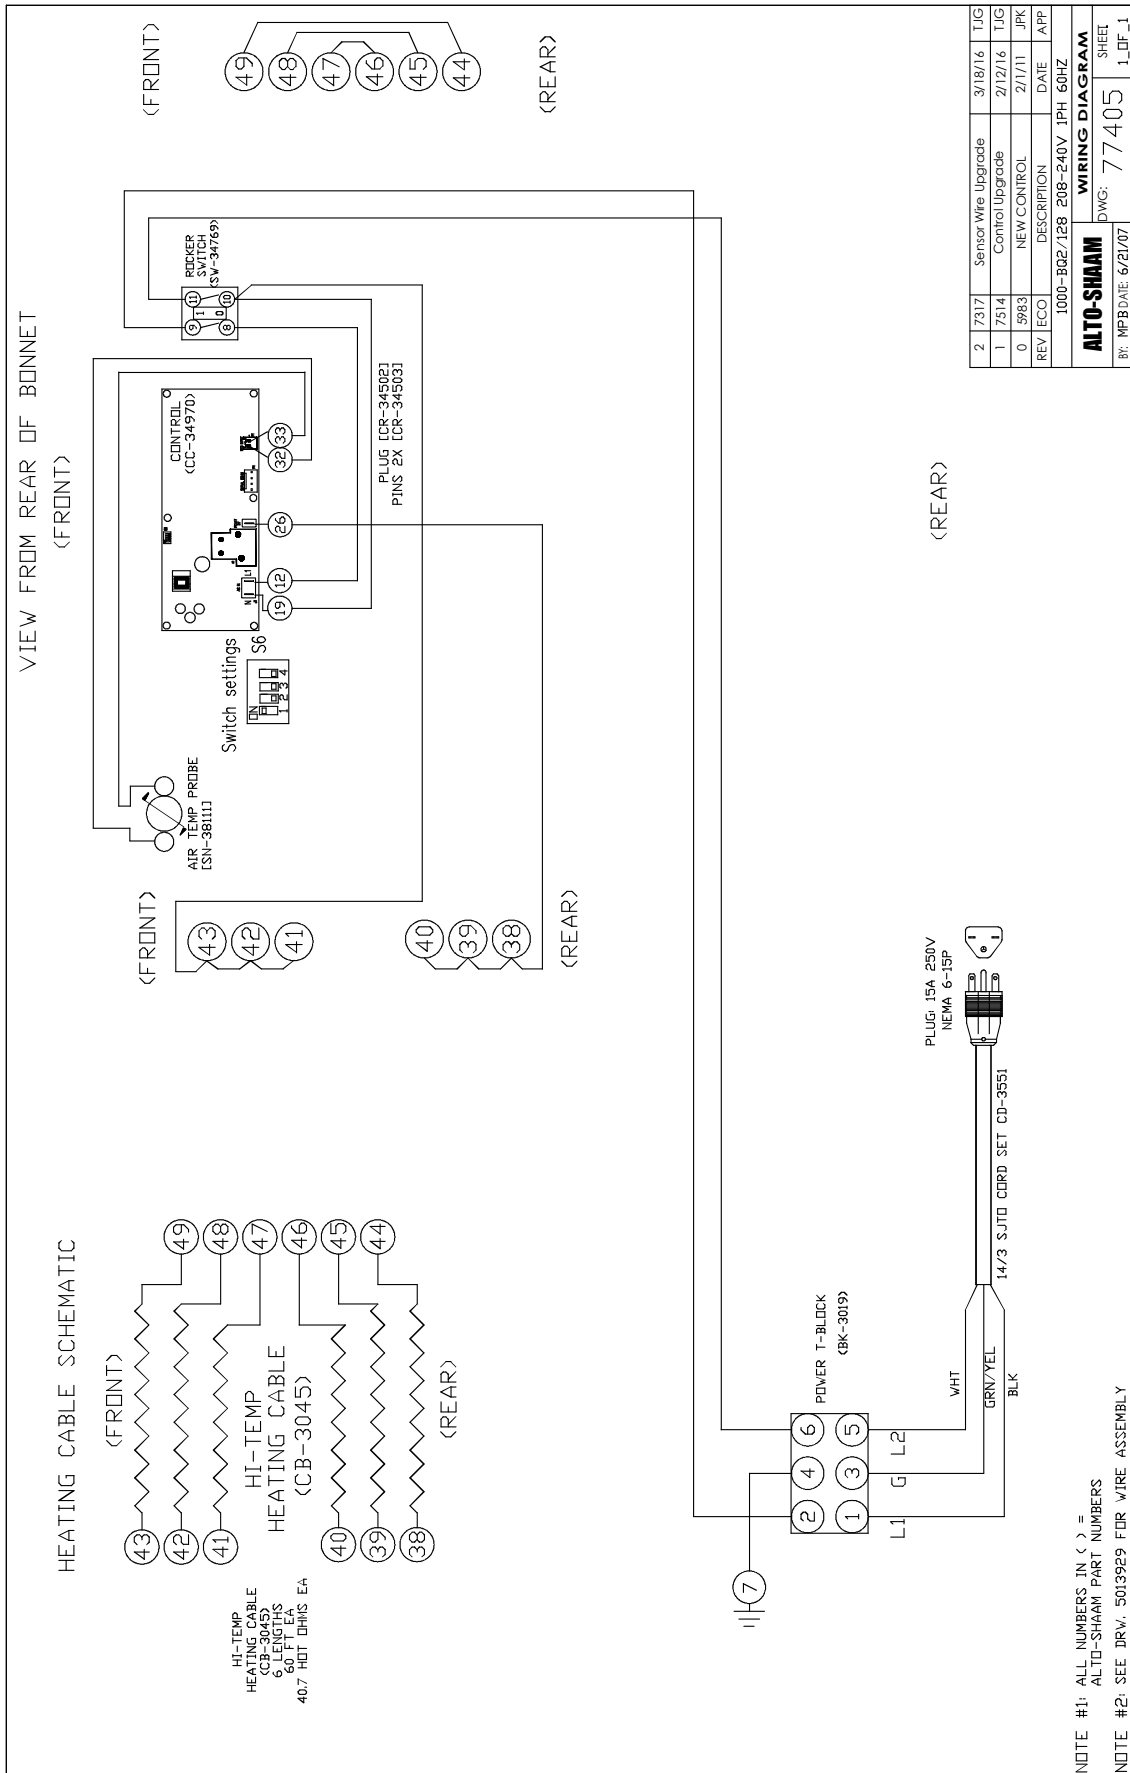 VIEW FROM REAR OF BONNET
(FRONT)
HEATING CABLE SCHEMATIC
(FRONT)
43
42
41
40
39
38
49
48
47
46
45
44
HI-TEMP
HEATING CABLE
(CB-3045)
(REAR)
HI-TEMP
HEATING CABLE
(CB-3045)
6 LENGTHS
60 FT EA
40.7 HOT OHMS EA
(FRONT)
43
42
41
40
39
38
(REAR)
AIR TEMP PROBE
[SN-38111]
Switch settings
S6
ON
1 2 3 4
CONTROL
(CC-34970)
N
L1
19
12
26
32
33
PLUG [CR-34502]
PINS 2X [CR-34503]
ROCKER
SWITCH
(SW-34769)
9
11
1
0
8
10
(FRONT)
49
48
47
46
45
44
(REAR)
(REAR)
7
2
4
6
1
3
5
L1
G
L2
POWER T-BLOCK
(BK-3019)
WHT
GRN/YEL
BLK
14/3 SJTO CORD SET CD-3551
PLUG: 15A 250V
NEMA 6-15P
NOTE #1: ALL NUMBERS IN ( ) =
ALTO-SHAAM PART NUMBERS
NOTE #2: SEE DRW. 5013929 FOR WIRE ASSEMBLY
2 7317 Sensor Wire Upgrade 3/18/16 TJG
1 7514 Control Upgrade 2/12/16 TJG
0 5983 NEW CONTROL 2/1/11 JPK
REV ECO DESCRIPTION DATE APP
1000-BQ2/128 208-240V 1PH 60HZ
ALTO-SHAAM
WIRING DIAGRAM
BY: MPB DATE: 6/21/07
DWG: 77405
SHEET
1_OF_1